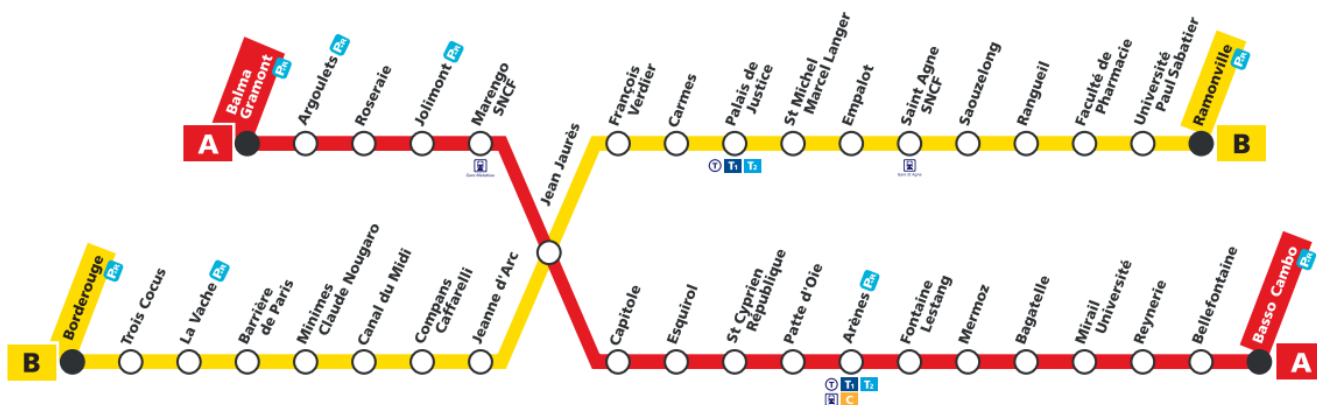 A
Balma
Gramont
P+R
Argoulets P+R
Roseraie
Jolimont P+R
Marengo
SNCF
Jean Jaurès
François
Verdier
Carmes
Palais de
Justice
T T1 T2
St Michel
Marcel Langer
Empalot
Saint Agne
SNCF
Saouzelong
Rangueil
Faculté de
Pharmacie
Université
Paul Sabatier
Ramonville P+R
B
B
Borderouge P+R
Trois Cocus
La Vache P+R
Barrière
de Paris
Minimes
Claude Nougaro
Canal du Midi
Compans
Caffarelli
Jeanne d'Arc
Capitole
Esquirol
St Cyprien
République
Patte d'Oie
Arènes P+R
T T1 T2
C
Fontaine
Lestang
Mermoz
Bagatelle
Mirail
Université
Reynerie
Bellefontaine
Basso Cambo P+R
A